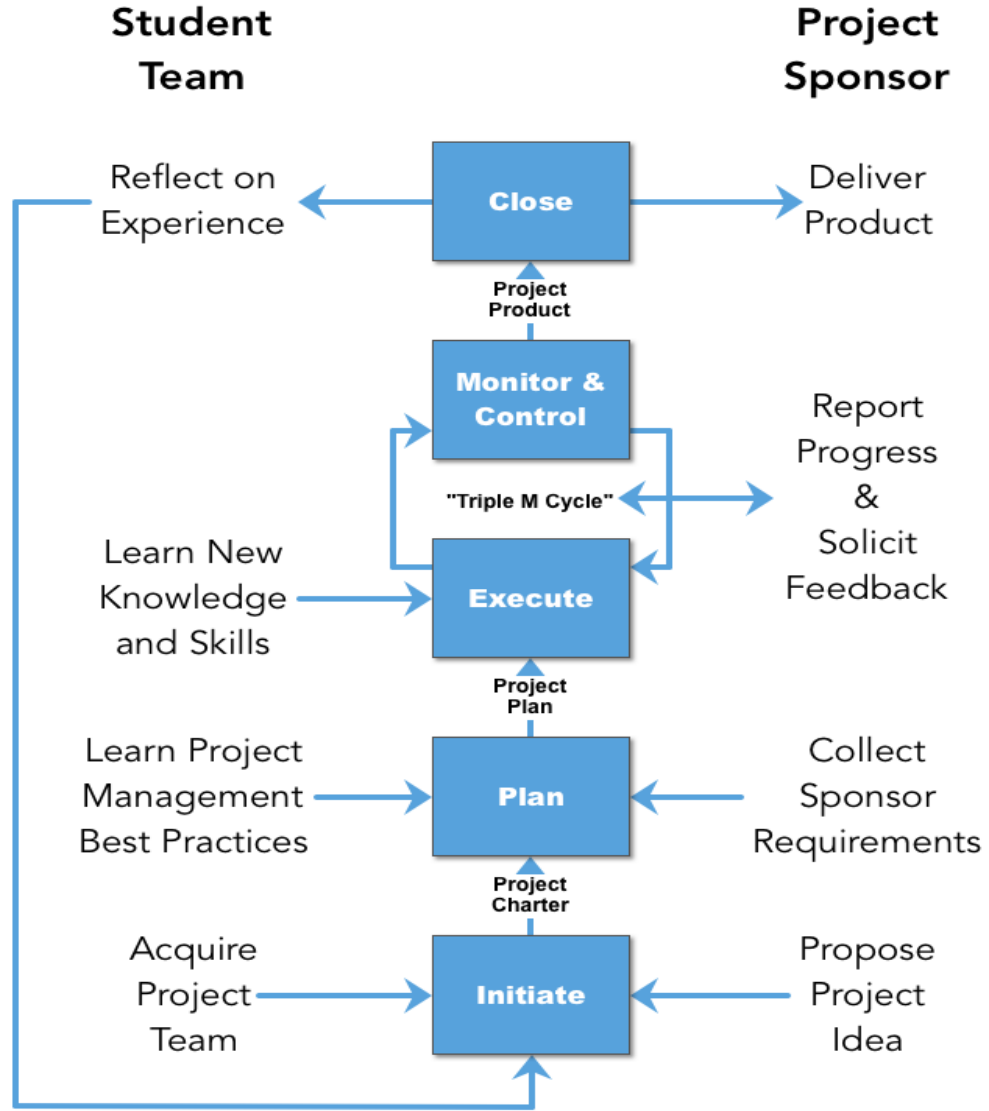 Student
Team
Project
Sponsor
Reflect on
Experience
Close
Deliver
Product
Project
Product
Monitor &
Control
Report
Progress
&
Solicit
Feedback
"Triple M Cycle"
Learn New
Knowledge
and Skills
Execute
Project
Plan
Learn Project
Management
Best Practices
Plan
Collect
Sponsor
Requirements
Project
Charter
Acquire
Project
Team
Initiate
Propose
Project
Idea